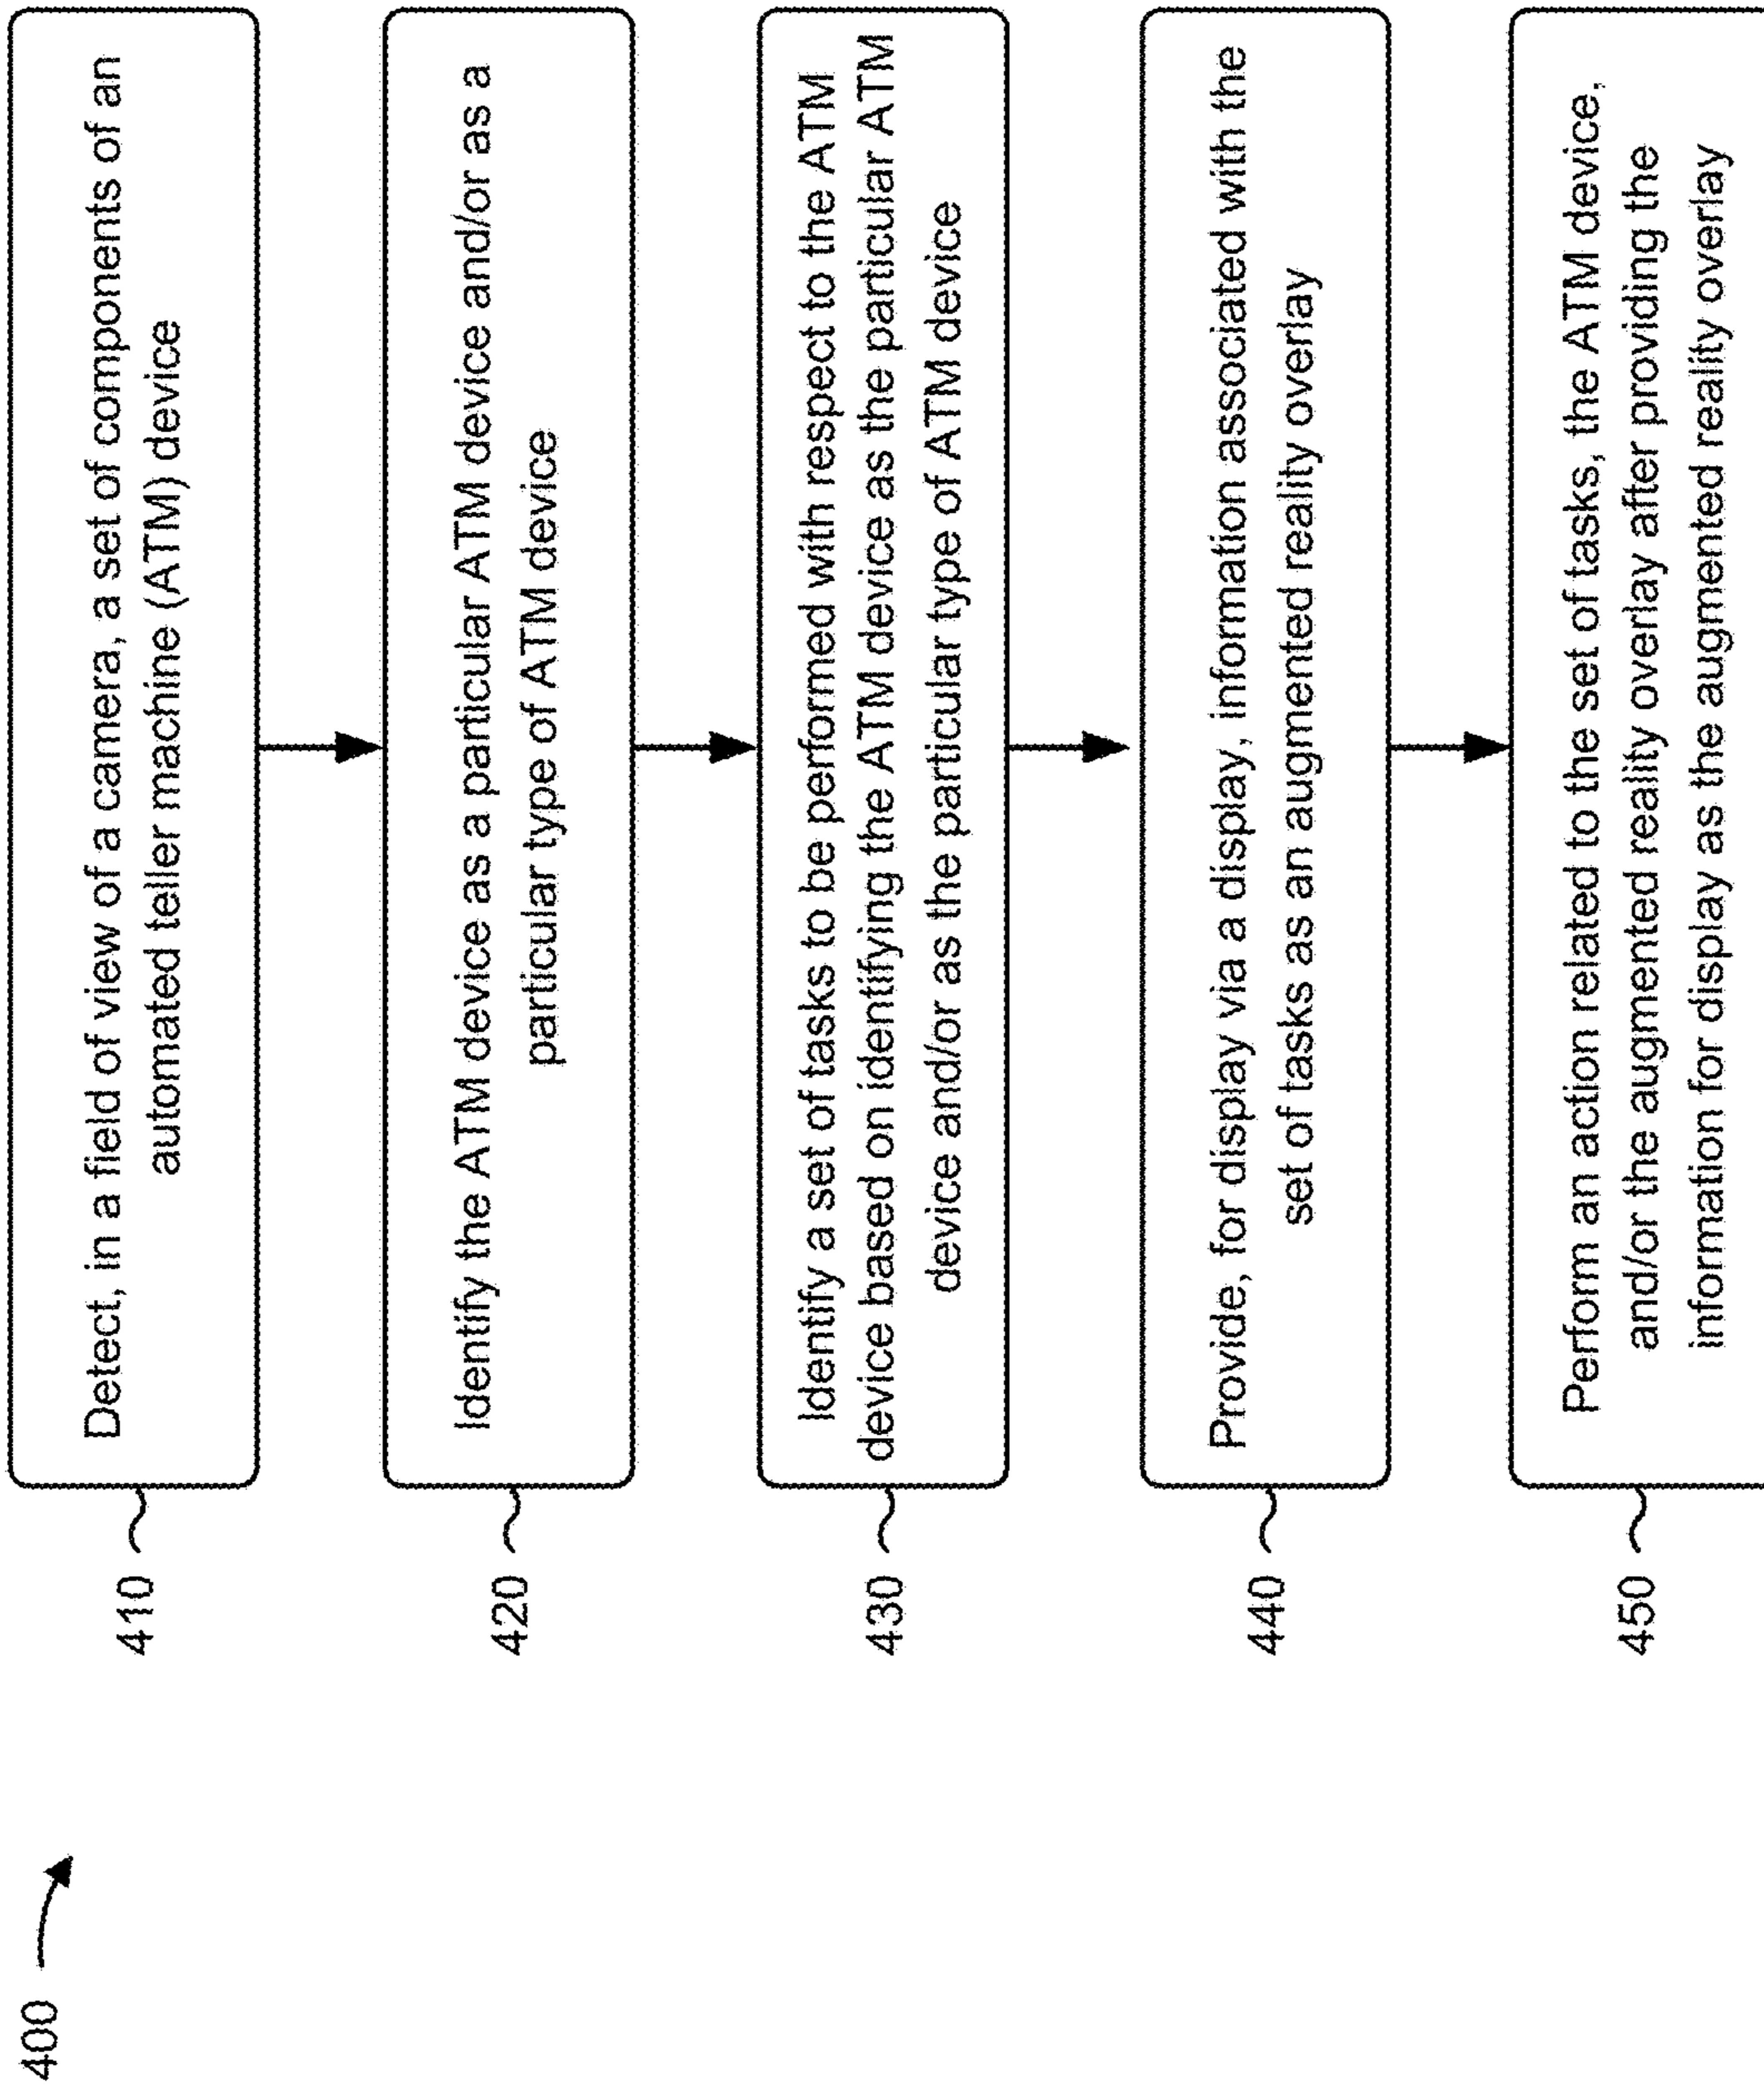 400
410
Detect, in a field of view of a camera, a set of components of an
automated teller machine (ATM) device
420
Identify the ATM device as a particular ATM device and/or as a
particular type of ATM device
430
Identify a set of tasks to be performed with respect to the ATM
device based on identifying the ATM device as the particular ATM
device and/or as the particular type of ATM device
440
Provide, for display via a display, information associated with the
set of tasks as an augmented reality overlay
450
Perform an action related to the set of tasks, the ATM device,
and/or the augmented reality overlay after providing the
information for display as the augmented reality overlay